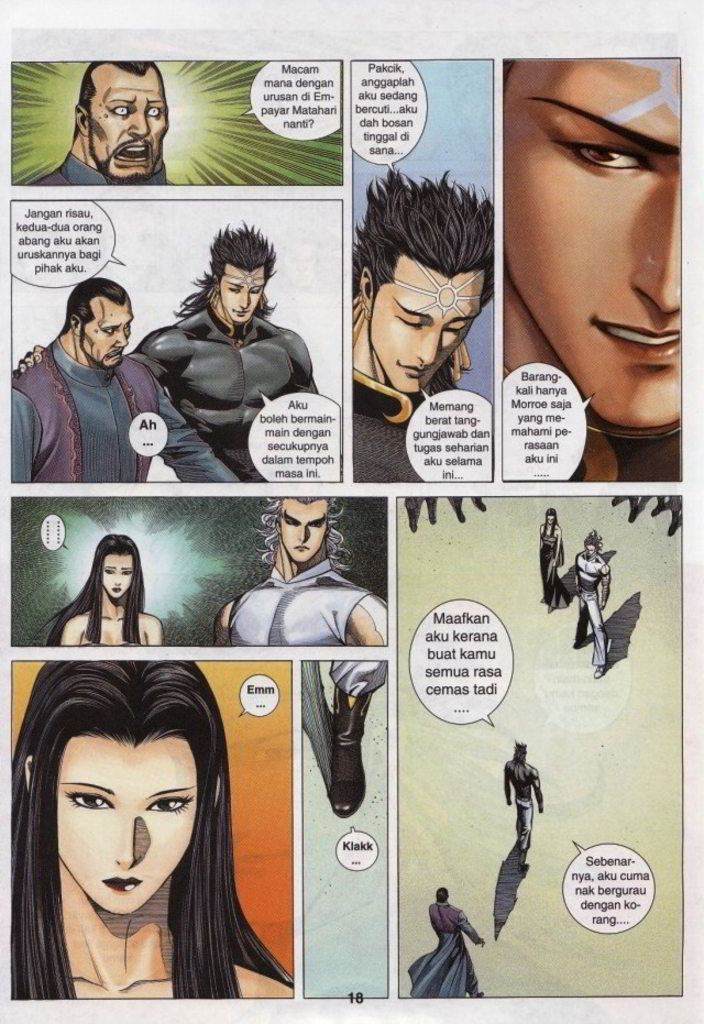 Macam
mana dengan
urusan di Em-
payar Matahari
nanti?
Jangan risau,
kedua-dua orang
abang aku akan
uruskannya bagi
pihak aku.
Ah
...
Aku
boleh bermain-
main dengan
secukupnya
dalam tempoh
masa ini.
Pakcik,
anggaplah
aku sedang
bercuti...aku
dah bosan
tinggal di
sana...
Memang
berat tang-
gungjawab dan
tugas seharian
aku selama
ini...
Barang-
kali hanya
Morroe saja
yang me-
mahami pe-
rasaan
aku ini
.....
Emm
...
Klakk
...
Maafkan
aku kerana
buat kamu
semua rasa
cemas tadi
....
Sebenar-
nya, aku cuma
nak bergurau
dengan ko-
rang....
18